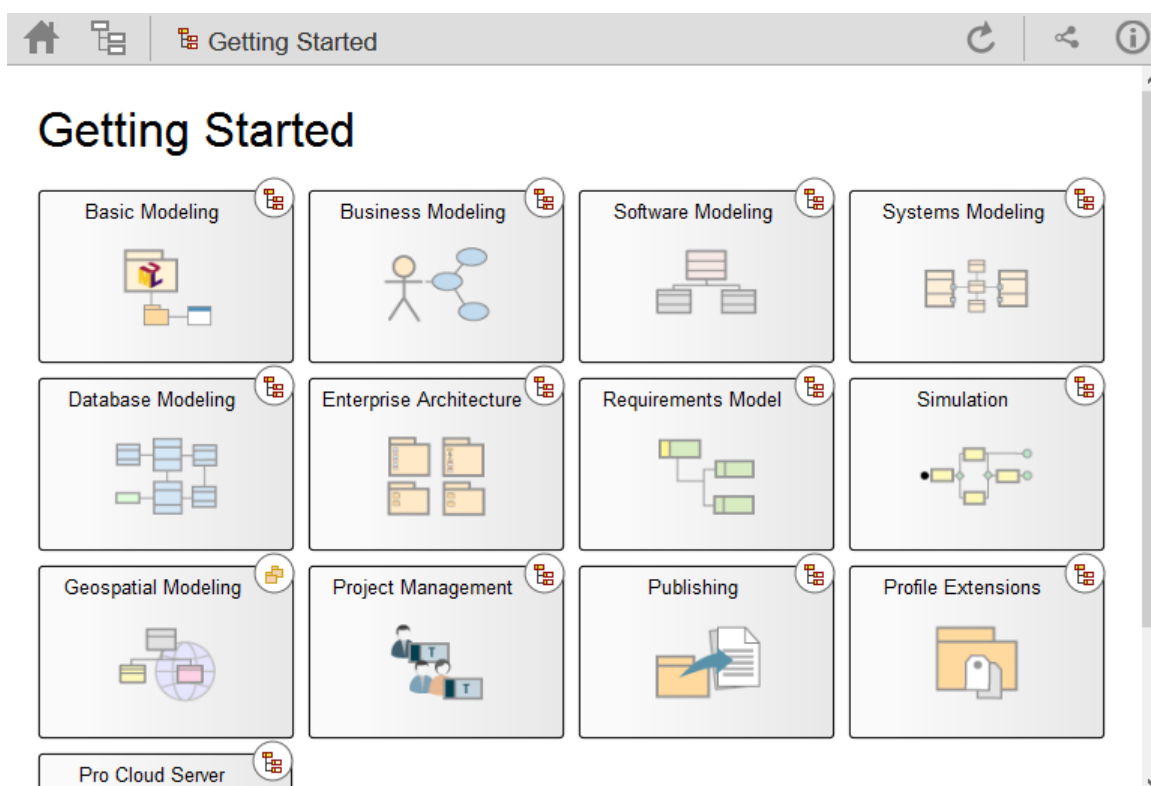 Getting Started
Getting Started
Basic Modeling
Business Modeling
Software Modeling
Systems Modeling
Database Modeling
Enterprise Architecture
Requirements Model
Simulation
Geospatial Modeling
Project Management
Publishing
Profile Extensions
T
T
Pro Cloud Server